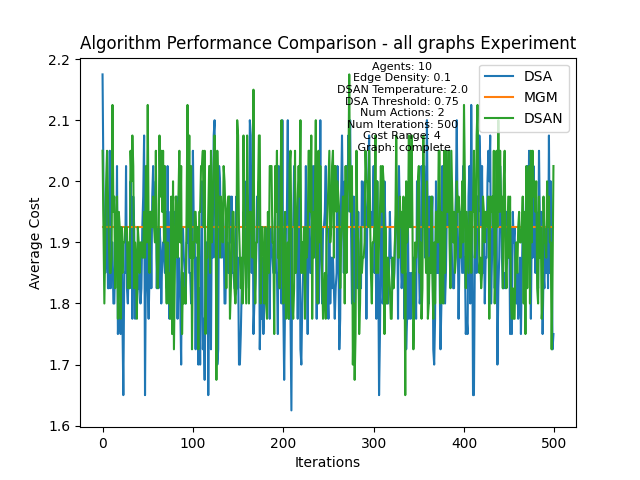 Algorithm Performance Comparison - all graphs Experiment
Agents: 10
Edge Density: 0.1
DSAN Temperature: 2.0
DSA Threshold: 0.75
Num Actions: 2
Num Iterations: 500
Cost Range: 4
Graph: complete
DSA
MGM
DSAN
2.2
2.1
2.0
1.9
1.8
1.7
1.6
Average Cost
0
100
200
300
400
500
Iterations